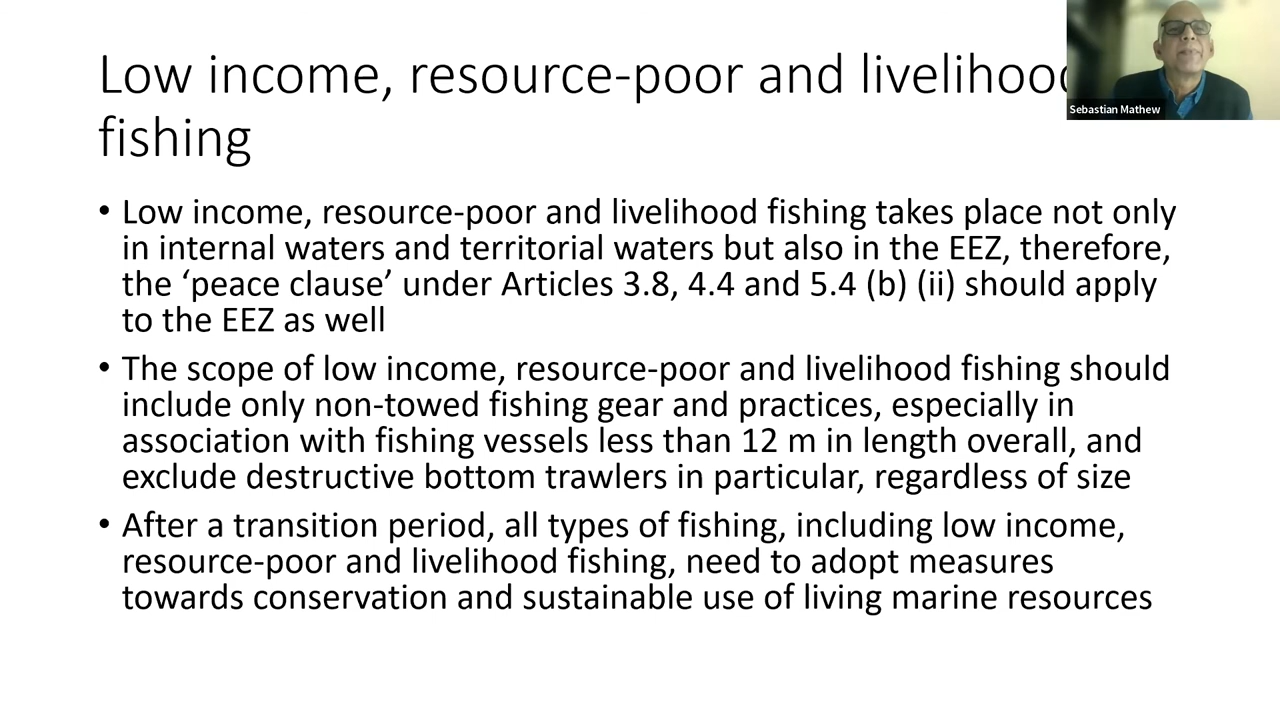 Low income, resource-poor and
fishing
Sebastian Mathew
• Low income, resource-poor and livelihood fishing takes place not only
in internal waters and territorial waters but also in the EEZ, therefore,
the ‘peace clause’ under Articles 3.8, 4.4 and 5.4 (b) (ii) should apply
to the EEZ as well
• The scope of low income, resource-poor and livelihood fishing should
include only non-towed fishing gear and practices, especially in
association with fishing vessels less than 12 m in length overall, and
exclude destructive bottom trawlers in particular, regardless of size
• After a transition period, all types of fishing, including low income,
resource-poor and livelihood fishing, need to adopt measures
towards conservation and sustainable use of living marine resources